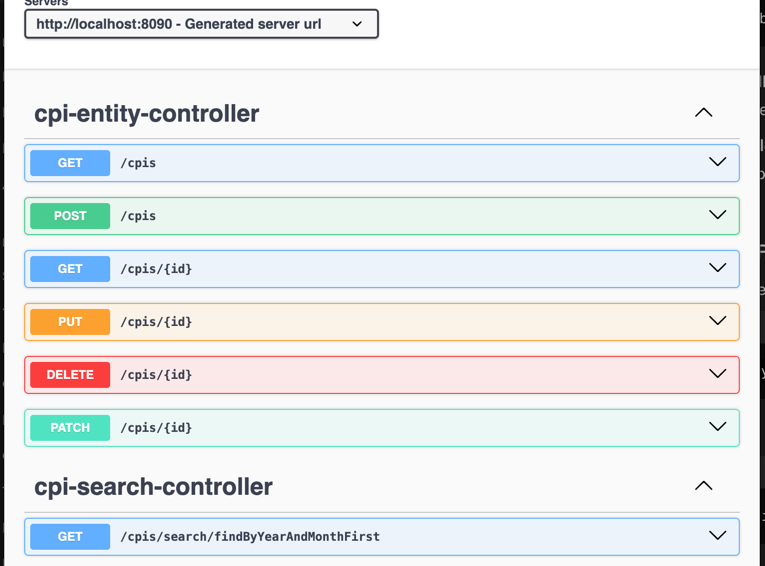 Servers
http://localhost:8090 - Generated server url
cpi-entity-controller
GET /cpis
POST /cpis
GET /cpis/{id}
PUT /cpis/{id}
DELETE /cpis/{id}
PATCH /cpis/{id}
cpi-search-controller
GET /cpis/search/findByYearAndMonthFirst